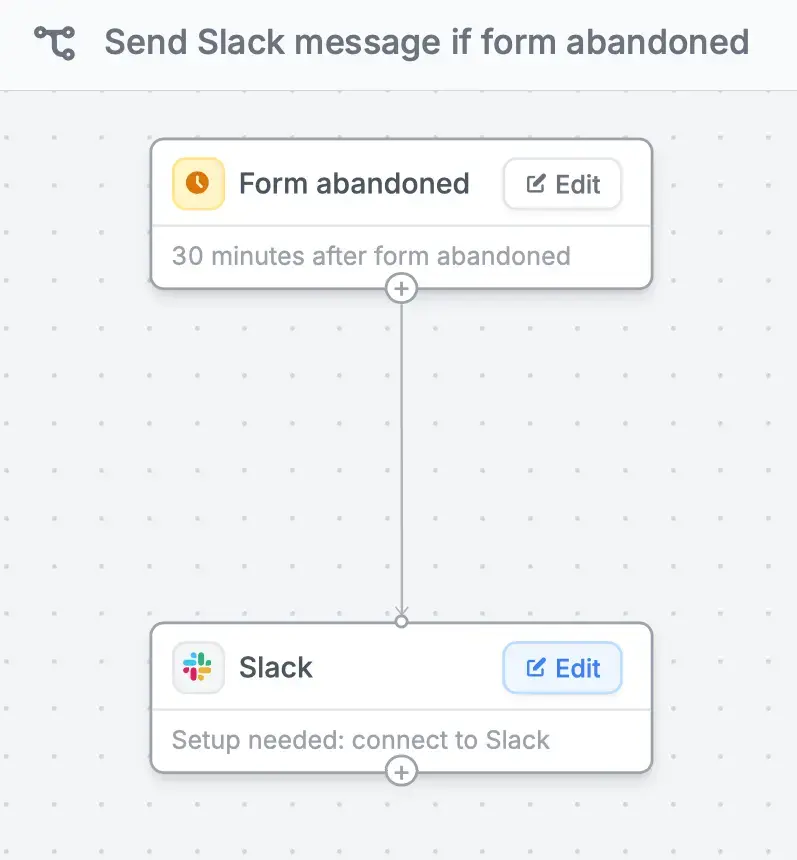 Send Slack message if form abandoned
Form abandoned
Edit
30 minutes after form abandoned
Slack
Edit
Setup needed: connect to Slack